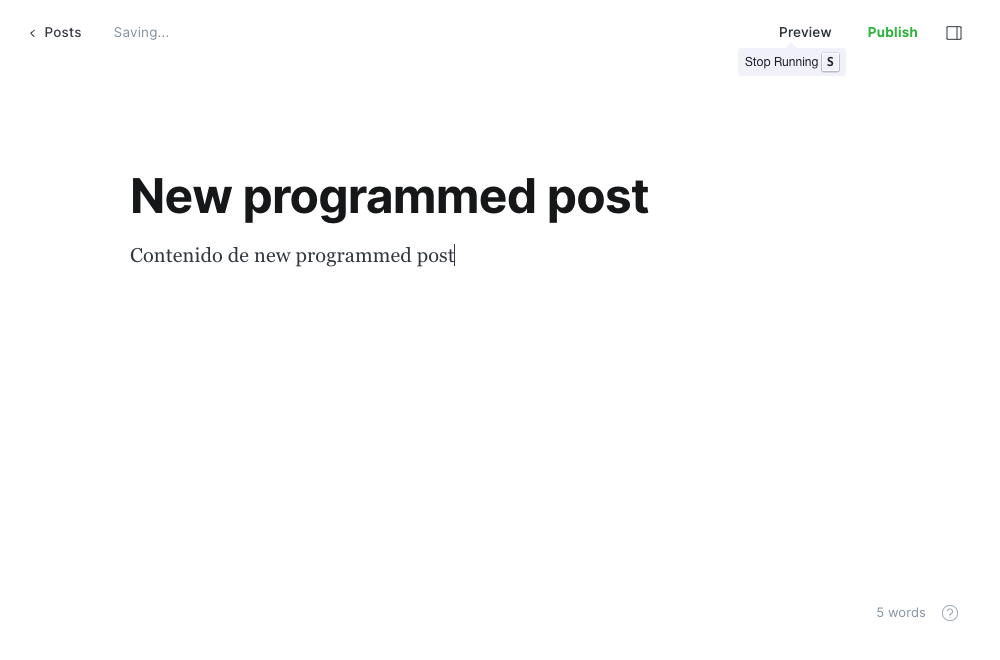 Posts
Saving...
Preview
Publish
Stop Running S
New programmed post
Contenido de new programmed post
5 words
?